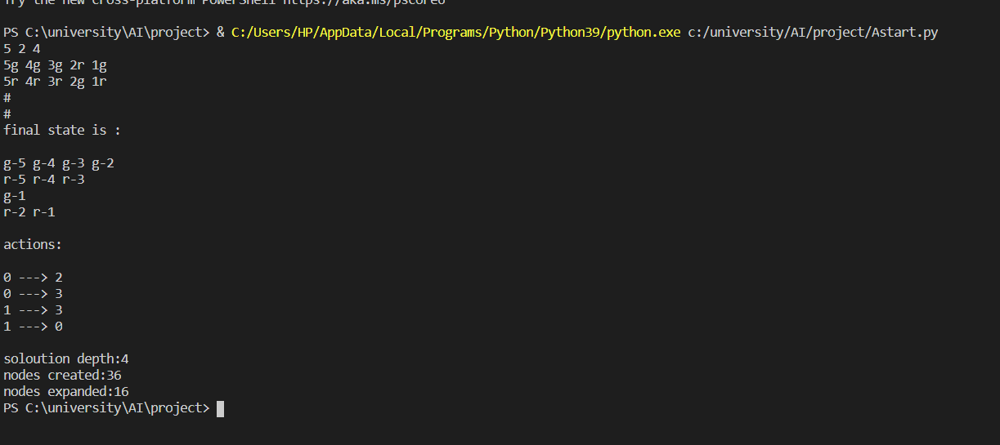 Try the new cross-platform PowerShell https://aka.ms/pscore6
PS C:\university\AI\project> & C:/Users/HP/AppData/Local/Programs/Python/Python39/python.exe c:/university/AI/project/Astart.py
5 2 4
5g 4g 3g 2r 1g
5r 4r 3r 2g 1r
#
#
final state is :
g-5 g-4 g-3 g-2
r-5 r-4 r-3
g-1
r-2 r-1
actions:
0 ---> 2
0 ---> 3
1 ---> 3
1 ---> 0
soloution depth:4
nodes created:36
nodes expanded:16
PS C:\university\AI\project>